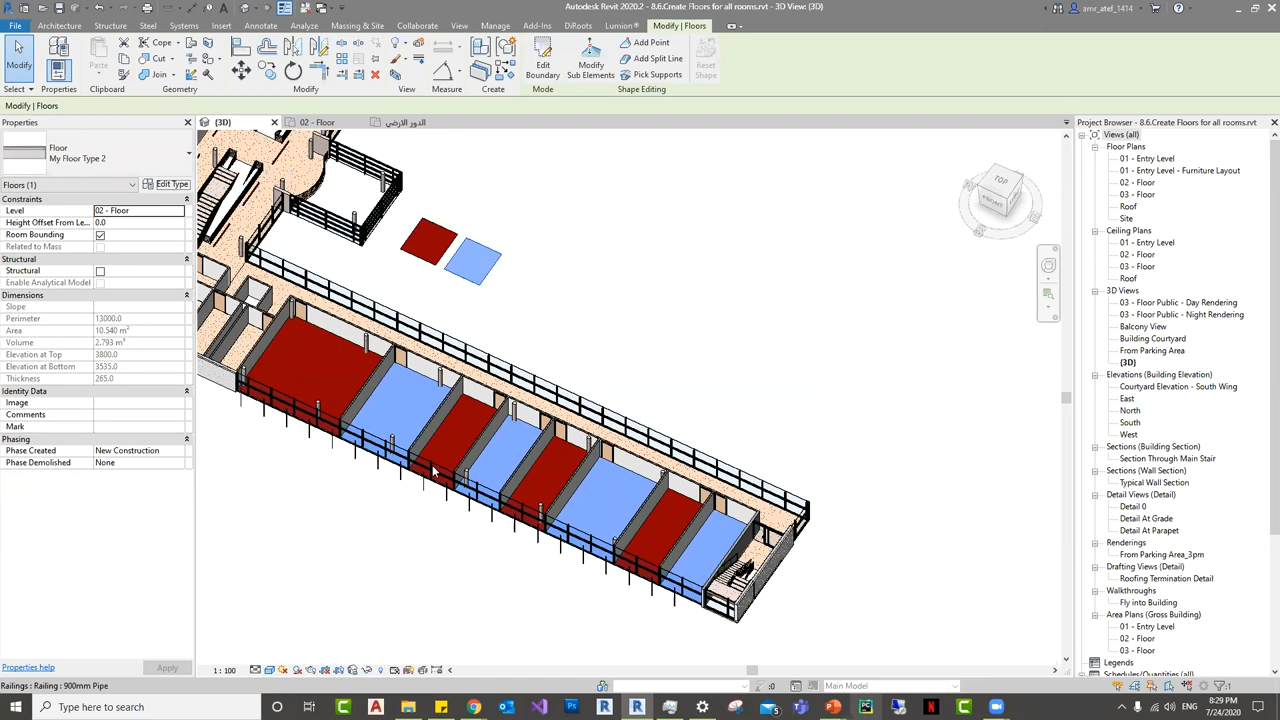 Autodesk Revit 2020.2 - 8.6.Create Floors for all rooms.rvt - 3D View: {3D}
amr_atef_1414
File Architecture Structure Steel Systems Insert Annotate Analyze Massing & Site Collaborate View Manage Add-Ins DiRoots Lumion® Modify | Floors
Modify
Paste
Cope
Cut
Join
Edit Boundary
Modify Sub Elements
Add Point
Add Split Line
Pick Supports
Reset Shape
Select Properties Clipboard Geometry Modify View Measure Create Mode Shape Editing
Modify | Floors
Properties
{3D} 02 - Floor الدور الارضي
Project Browser - 8.6.Create Floors for all rooms.rvt
Floor
My Floor Type 2
Floors (1) Edit Type
Constraints
Level 02 - Floor
Height Offset From Le... 0.0
Room Bounding
Related to Mass
Structural
Structural
Enable Analytical Model
Dimensions
Slope
Perimeter 13000.0
Area 10.540 m²
Volume 2.793 m³
Elevation at Top 3800.0
Elevation at Bottom 3535.0
Thickness 265.0
Identity Data
Image
Comments
Mark
Phasing
Phase Created New Construction
Phase Demolished None
Properties help Apply
TOP
FRONT
Views (all)
Floor Plans
01 - Entry Level
01 - Entry Level - Furniture Layout
02 - Floor
03 - Floor
Roof
Site
Ceiling Plans
01 - Entry Level
02 - Floor
03 - Floor
Roof
3D Views
03 - Floor Public - Day Rendering
03 - Floor Public - Night Rendering
Balcony View
Building Courtyard
From Parking Area
{3D}
Elevations (Building Elevation)
Courtyard Elevation - South Wing
East
North
South
West
Sections (Building Section)
Section Through Main Stair
Sections (Wall Section)
Typical Wall Section
Detail Views (Detail)
Detail 0
Detail At Grade
Detail At Parapet
Renderings
From Parking Area_3pm
Drafting Views (Detail)
Roofing Termination Detail
Walkthroughs
Fly into Building
Area Plans (Gross Building)
01 - Entry Level
02 - Floor
03 - Floor
Legends
Schedules/Quantities (all)
1 : 100
Railings : Railing : 900mm Pipe
:0
Main Model
:1
Type here to search
8:29 PM
7/24/2020